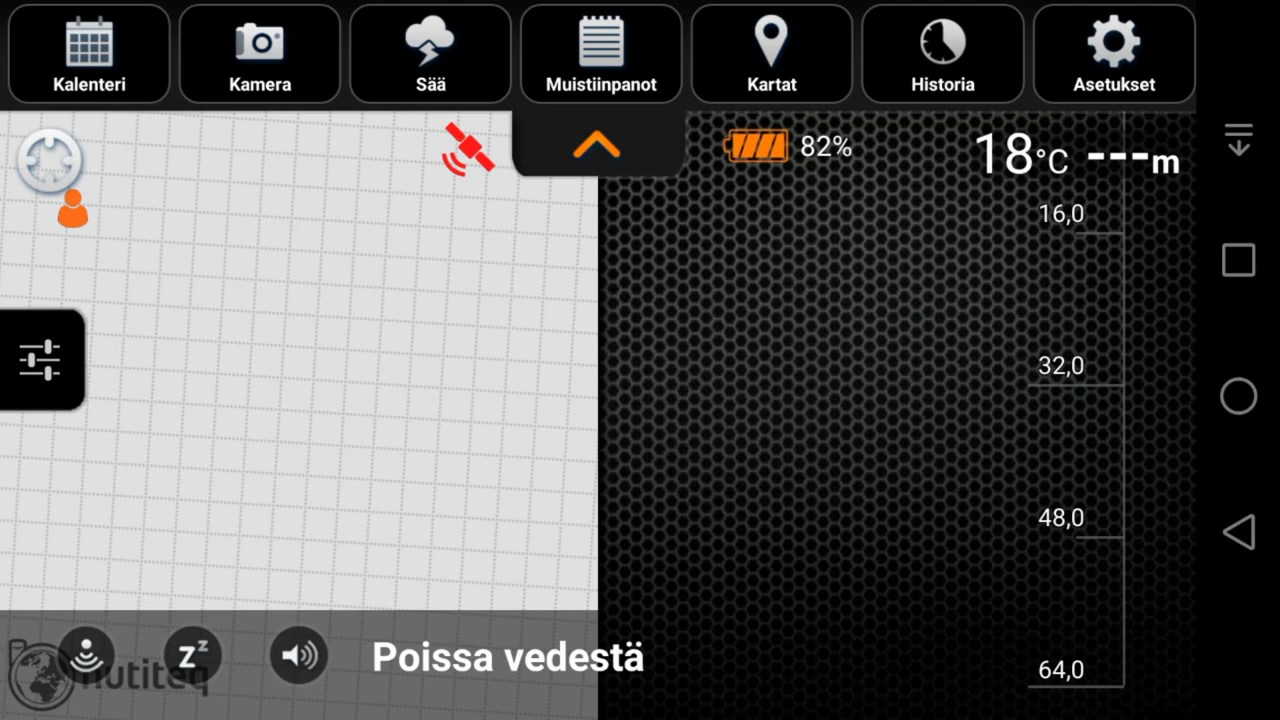 Kalenteri
Kamera
Sää
Muistiinpanot
Kartat
Historia
Asetukset
82%
18°C ---m
16,0
32,0
48,0
64,0
zz
Poissa vedestä
nutiteq